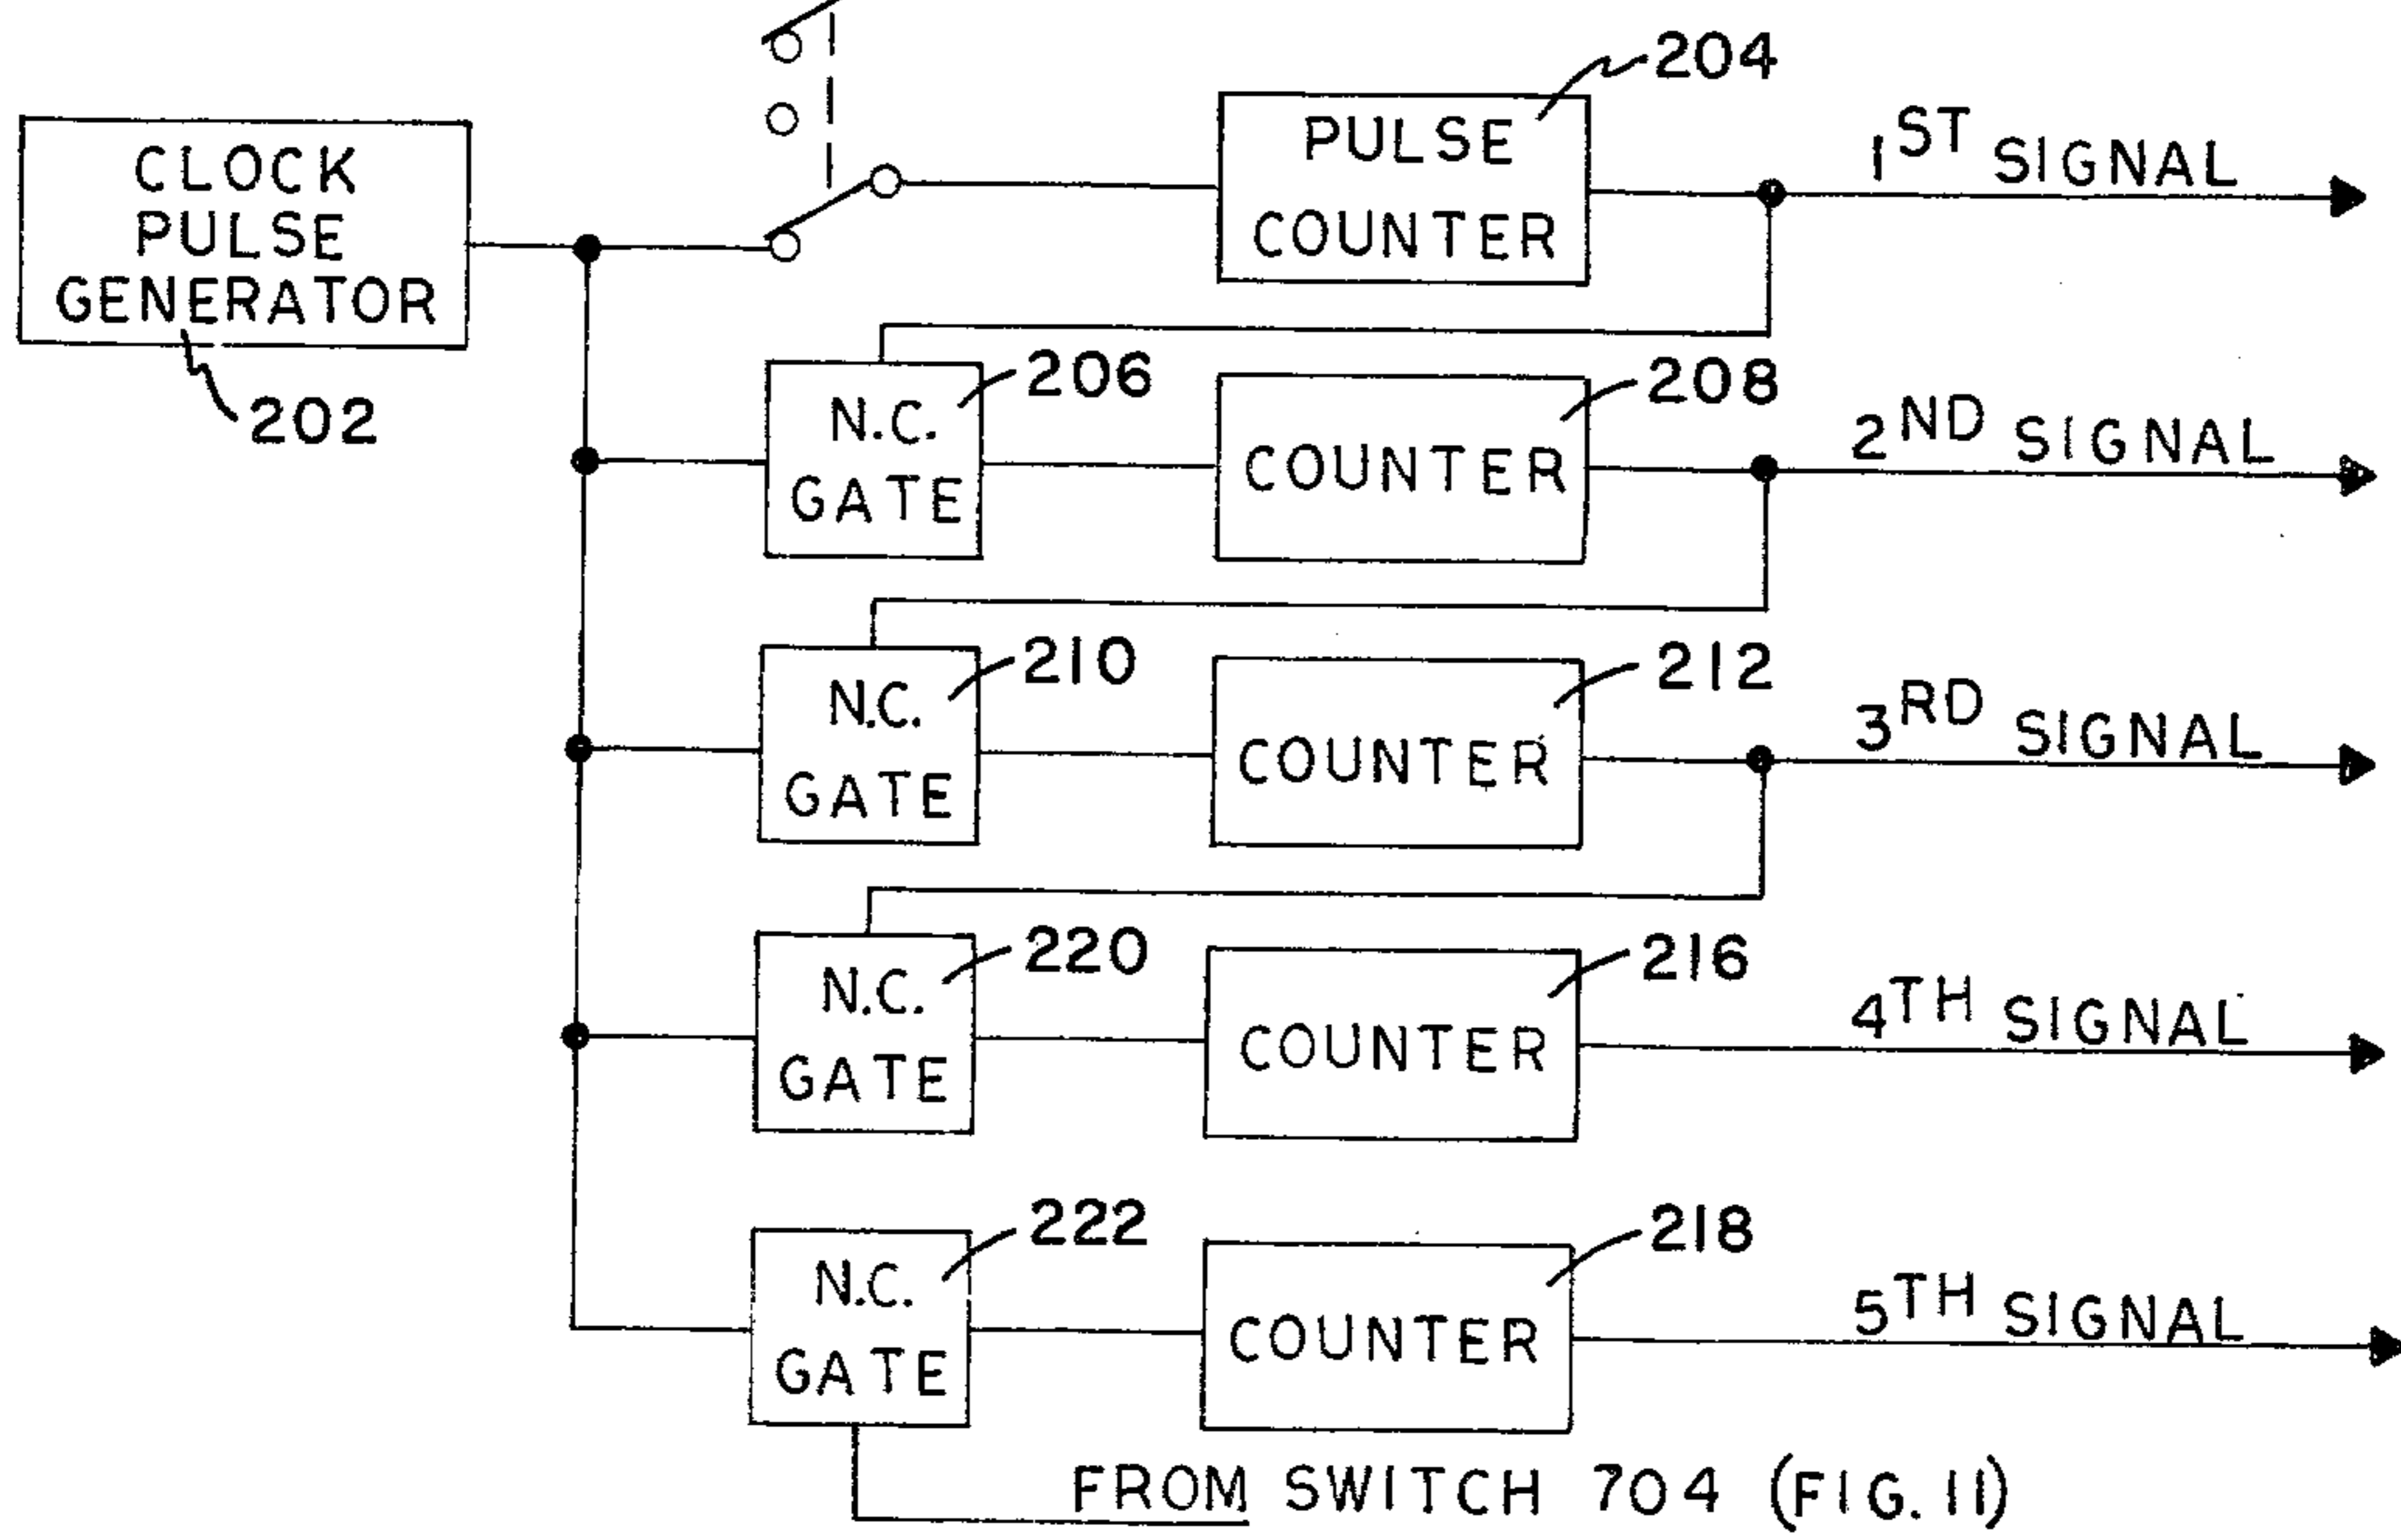 204
CLOCK
PULSE
GENERATOR
202
PULSE
COUNTER
1ST SIGNAL
206
N.C.
GATE
208
COUNTER
2ND SIGNAL
210
N.C.
GATE
212
COUNTER
3RD SIGNAL
220
N.C.
GATE
216
COUNTER
4TH SIGNAL
222
N.C.
GATE
218
COUNTER
5TH SIGNAL
FROM SWITCH 704 (FIG. 11)